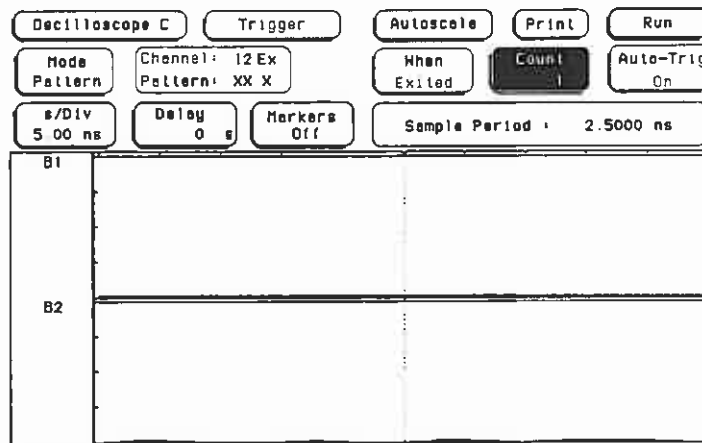 Oscilloscope C Trigger Autoscale Print Run
Mode Pattern Channel: 12 Ex When Exited Count 1 Auto-Trig On
Pattern: XX X
s/Div 5.00 ns Delay 0 s Markers Off Sample Period : 2.5000 ns
B1
B2